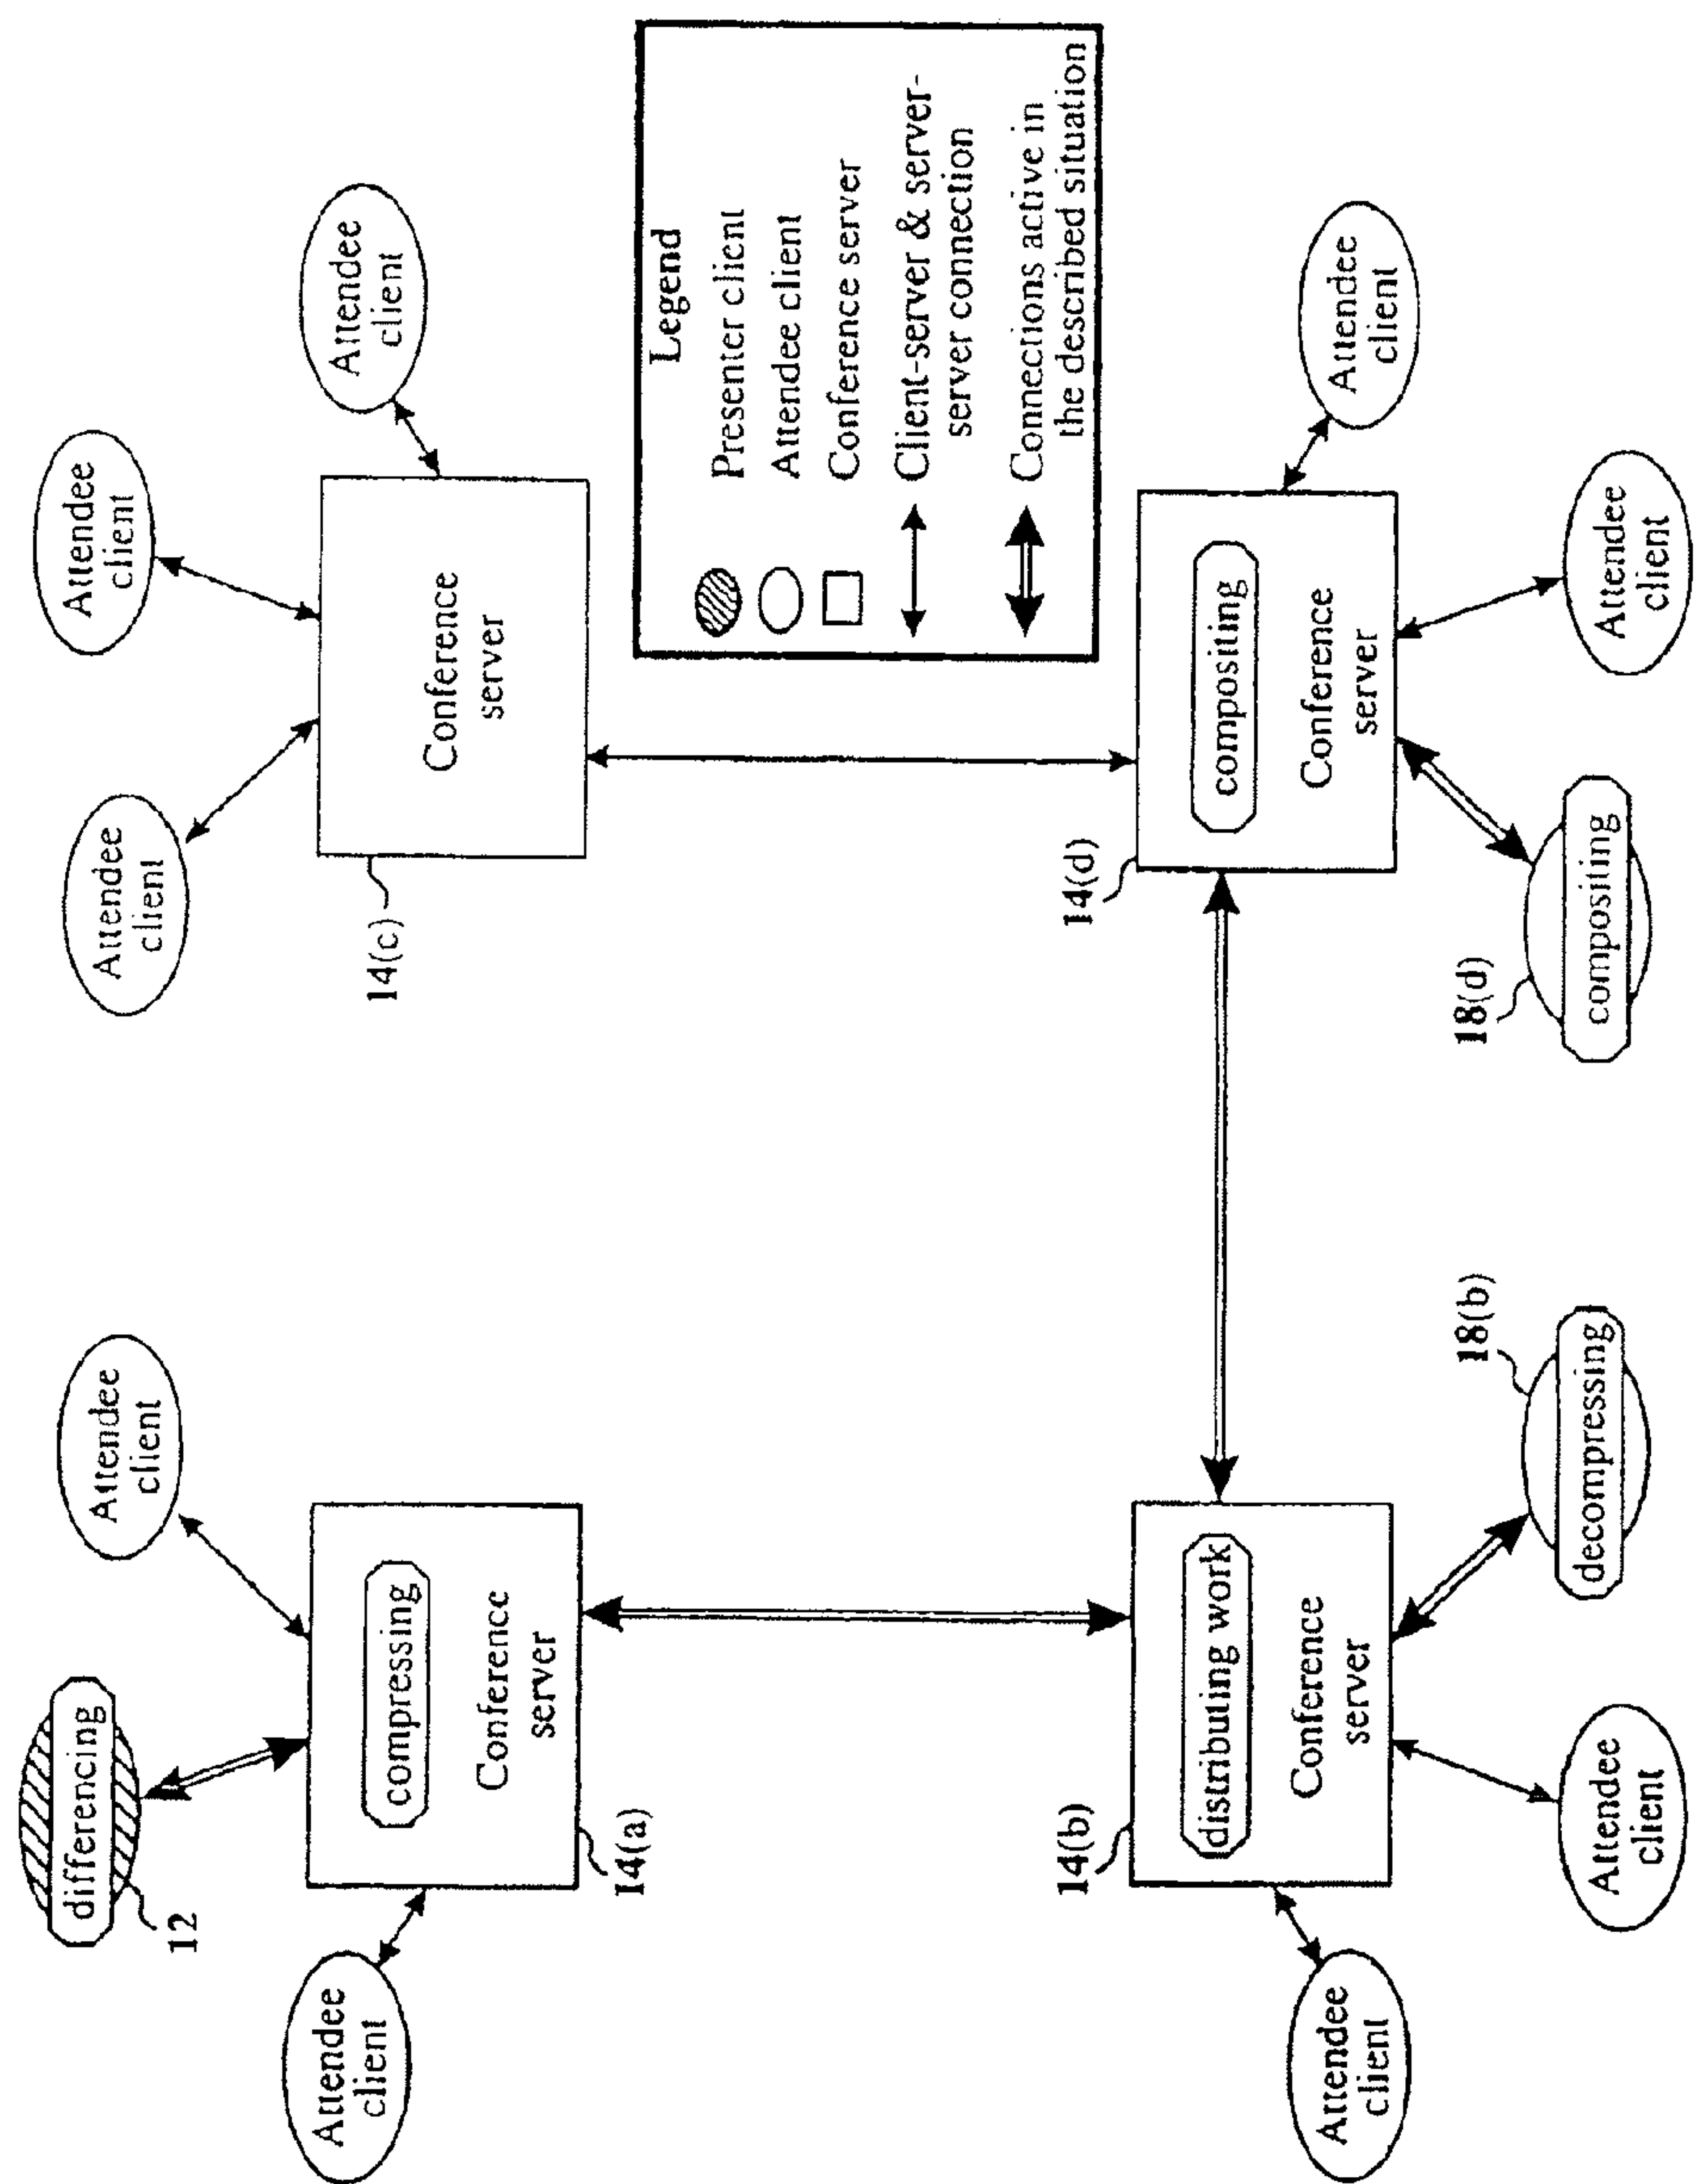 differencing
12
Attendee
client
Attendee
client
compressing
Conference
server
14(a)
Attendee
client
Attendee
client
Attendee
client
Conference
server
14(c)
Legend
Presenter client
Attendee client
Conference server
Client-server & server-
server connection
Connections active in
the described situation
14(b)
distributing work
Conference
server
Attendee
client
Attendee
client
decompressing
18(b)
14(d)
compositing
Conference
server
Attendee
client
Attendee
client
compositing
18(d)